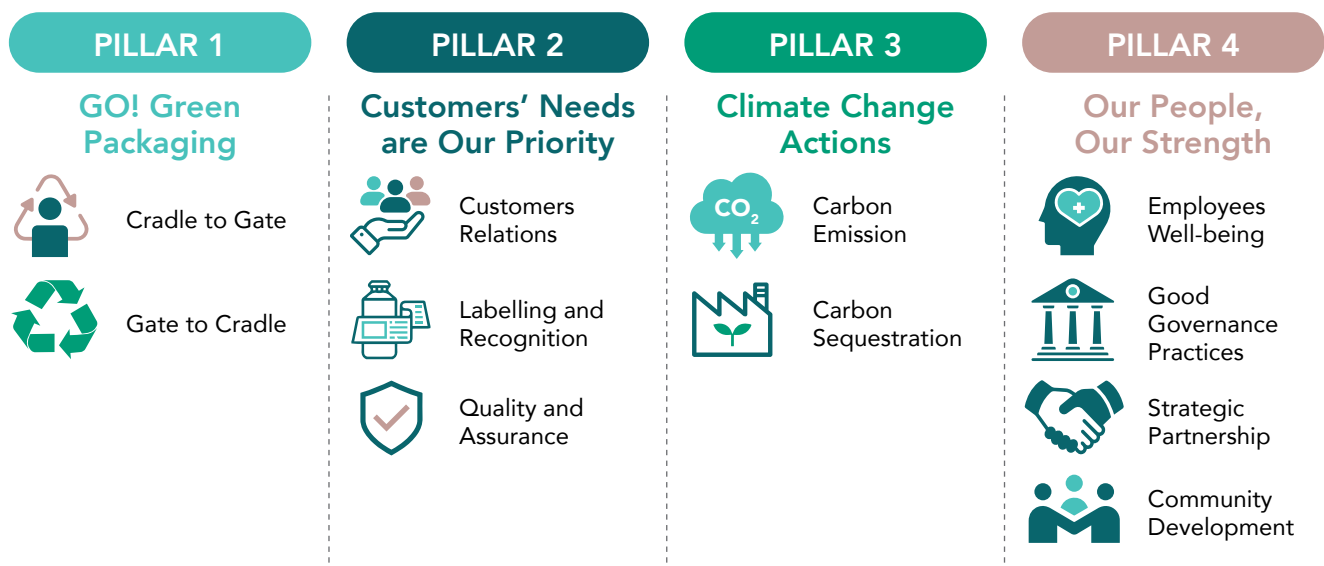 PILLAR 1
GO! Green
Packaging
Cradle to Gate
Gate to Cradle
PILLAR 2
Customers’ Needs
are Our Priority
Customers
Relations
Labelling and
Recognition
Quality and
Assurance
PILLAR 3
Climate Change
Actions
CO2
Carbon
Emission
Carbon
Sequestration
PILLAR 4
Our People,
Our Strength
Employees
Well-being
Good
Governance
Practices
Strategic
Partnership
Community
Development